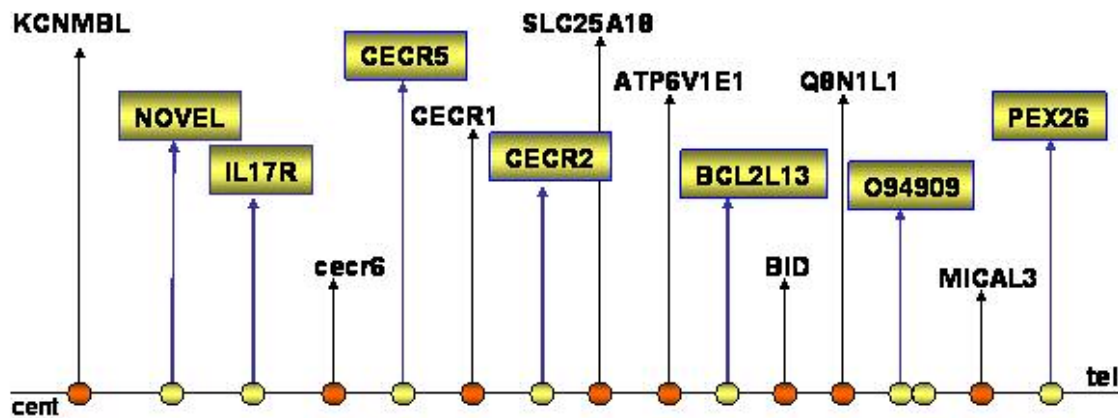 KCNMBL
NOVEL
IL17R
cecr6
CECR5
CECR1
CECR2
SLC25A18
ATP6V1E1
BCL2L13
BID
Q8N1L1
O94909
MICAL3
PEX26
cent
tel